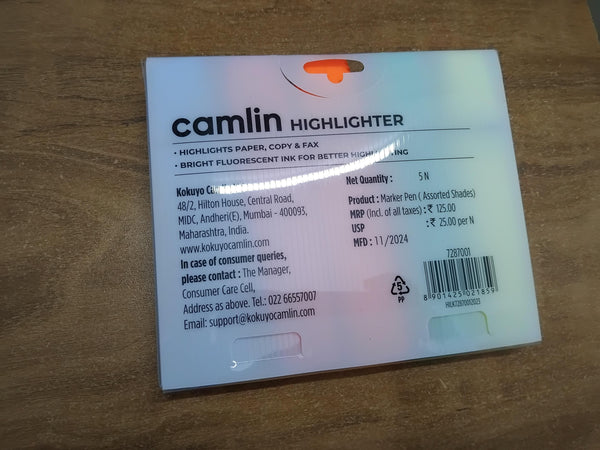 camlin HIGHLIGHTER
• HIGHLIGHTS PAPER, COPY & FAX
• BRIGHT FLUORESCENT INK FOR BETTER
Kokuyo
48/2, Hilton House, Central Road,
MIDC, Andheri(E), Mumbai - 400093,
Maharashtra, India.
www.kokuyocamlin.com
In case of consumer queries,
please contact : The Manager,
Consumer Care Cell,
Address as above. Tel.: 022 66557007
Email: support@kokuyocamlin.com
Net Quantity : 5 N
Product : Marker Pen ( Assorted Shades)
MRP (Incl. of all taxes) : ₹ 125.00
USP : ₹ 25.00 per N
MFD : 11/2024
7287001
5
PP
8 901425 021859